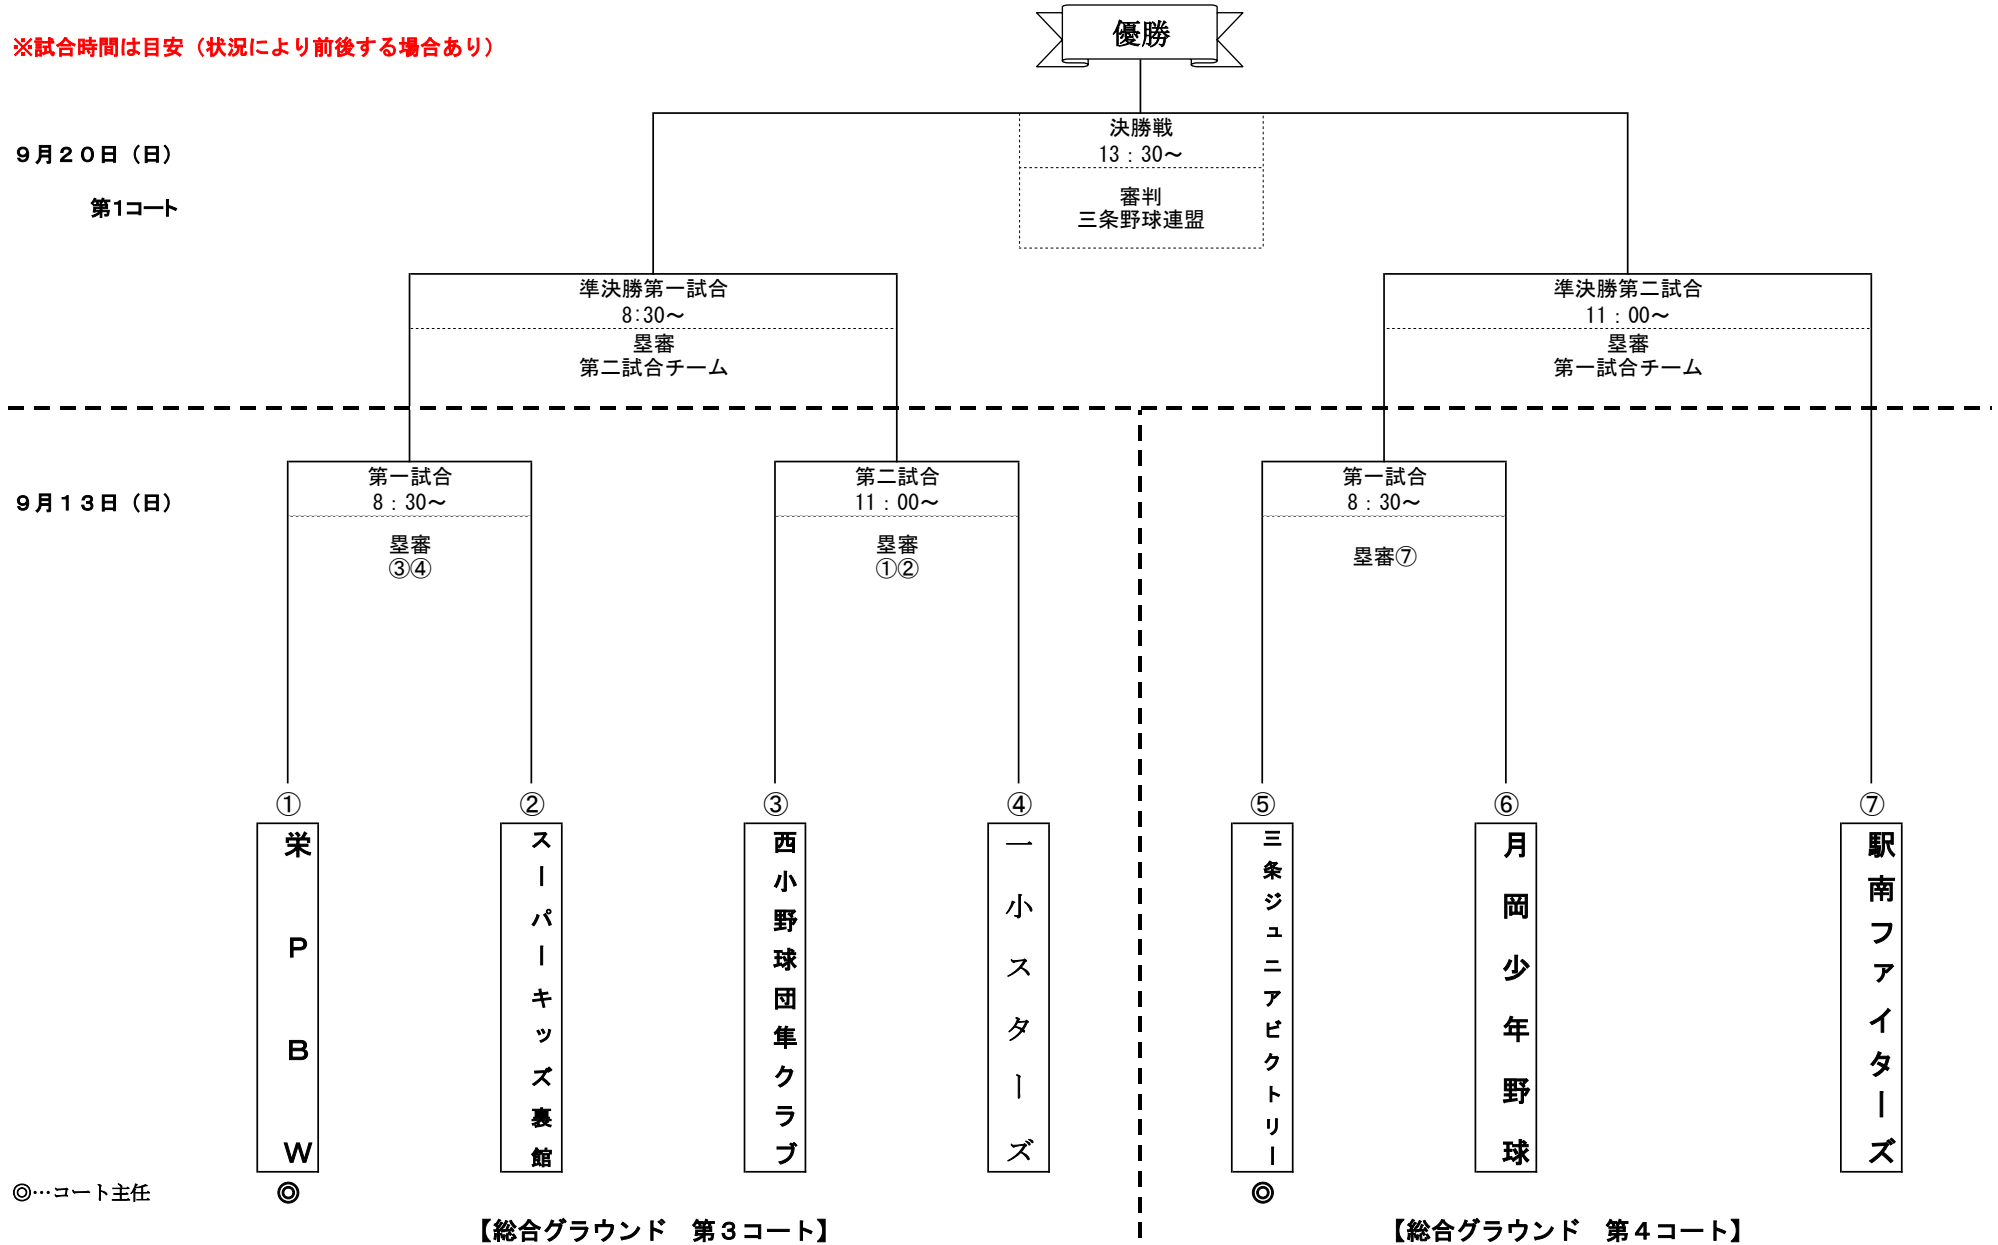 優勝
※試合時間は目安（状況により前後する場合あり）
決勝戦
13：30～
９月２０日（日）
審判
三条野球連盟
第1コート
準決勝第一試合
8:30～
塁審
第二試合チーム
準決勝第二試合
11：00～
塁審
第一試合チーム
９月１３日（日）
第一試合
8：30～
塁審
③④
第二試合
11：00～
塁審
①②
第一試合
8：30～
塁審⑦
①
栄ＰＢＷ
②
スーパーキッズ裏館
③
西小野球団隼クラブ
④
一小スターズ
⑤
三条ジュニアビクトリー
⑥
月岡少年野球
⑦
駅南ファイターズ
◎…コート主任
◎
◎
【総合グラウンド　第３コート】
【総合グラウンド　第４コート】